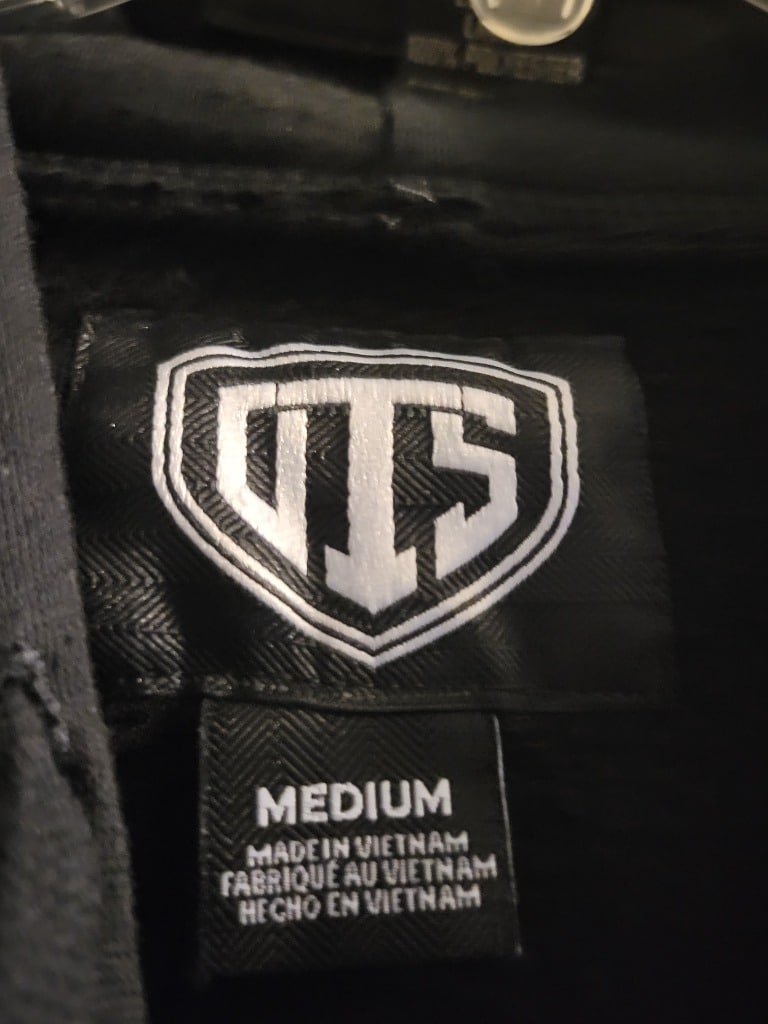 UTS
MEDIUM
MADE IN VIETNAM
FABRIQUÉ AU VIETNAM
HECHO EN VIETNAM